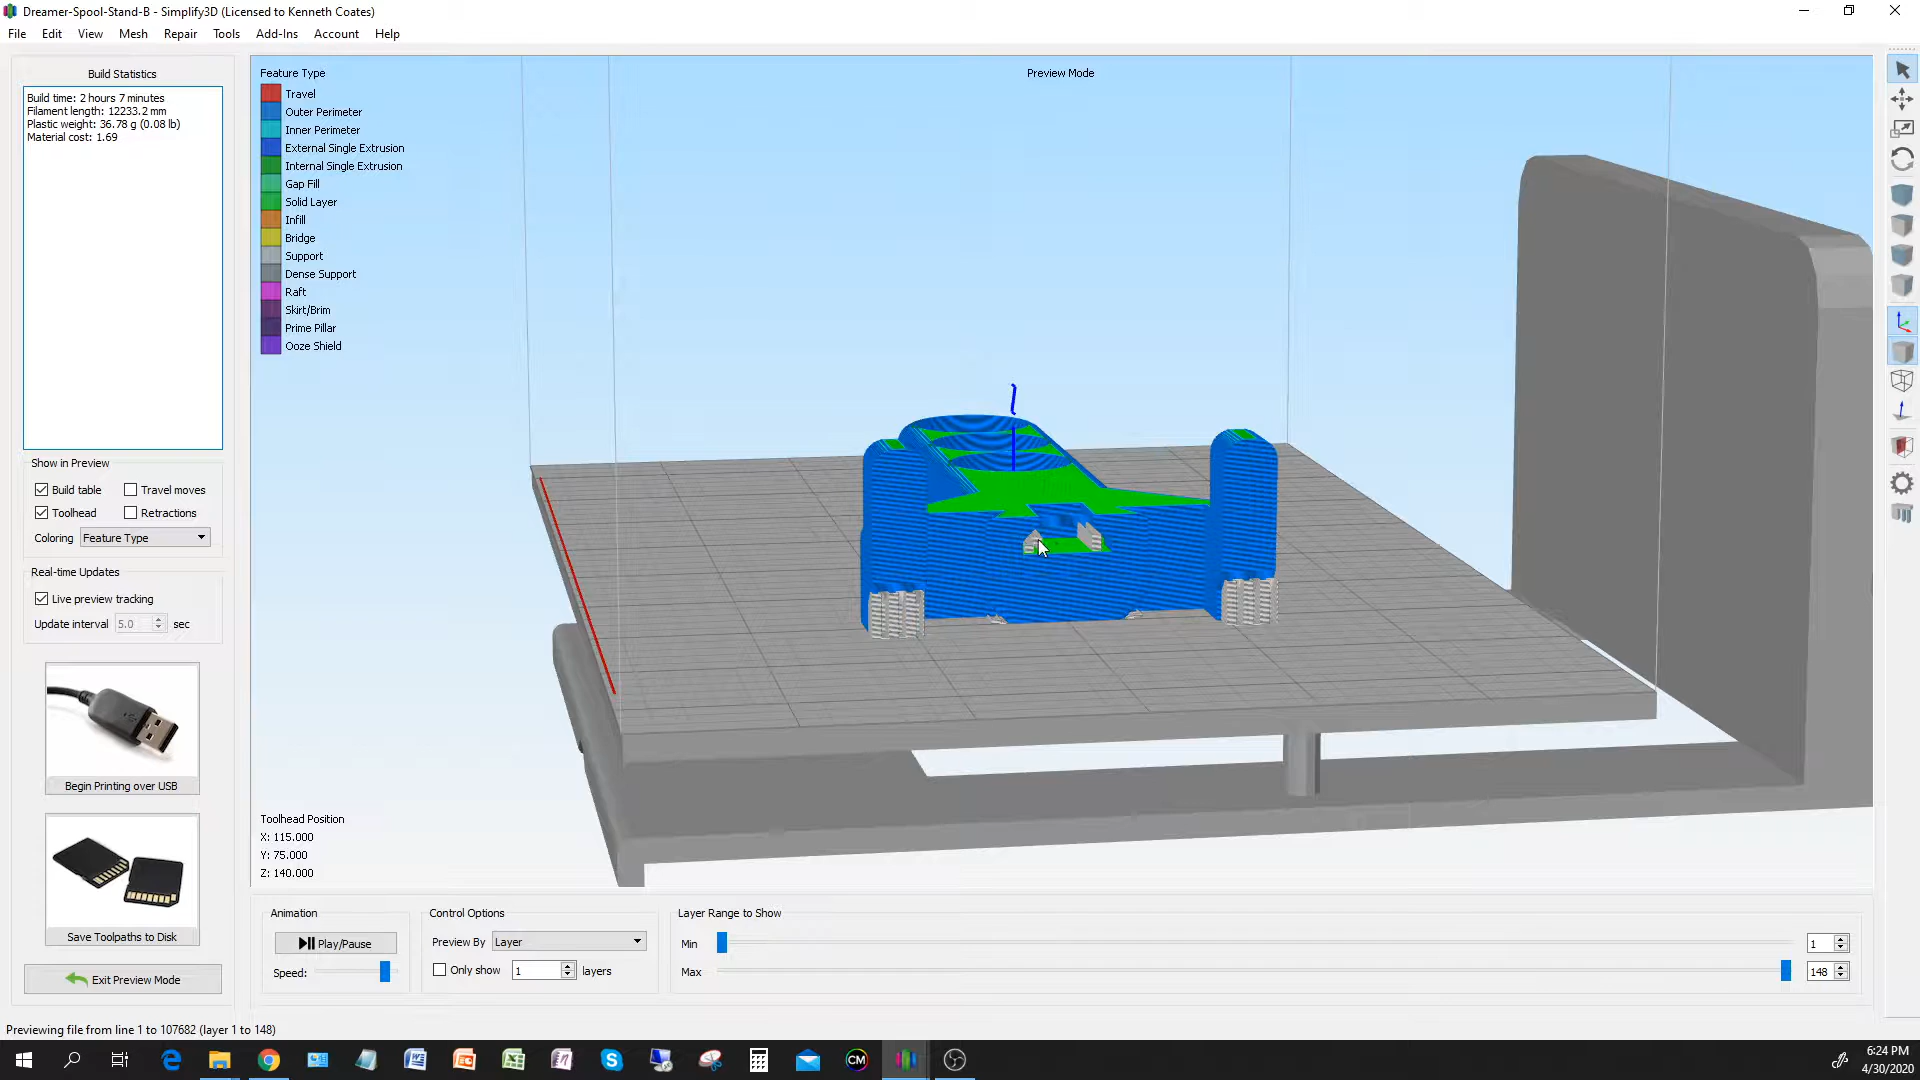 Dreamer-Spool-Stand-B - Simplify3D (Licensed to Kenneth Coates)
File Edit View Mesh Repair Tools Add-Ins Account Help
Build Statistics
Build time: 2 hours 7 minutes
Filament length: 12233.2 mm
Plastic weight: 36.78 g (0.08 lb)
Material cost: 1.69
Show in Preview
Build table Travel moves
Toolhead Retractions
Coloring Feature Type
Real-time Updates
Live preview tracking
Update interval 5.0 sec
Begin Printing over USB
Save Toolpaths to Disk
Exit Preview Mode
Feature Type
Travel
Outer Perimeter
Inner Perimeter
External Single Extrusion
Internal Single Extrusion
Gap Fill
Solid Layer
Infill
Bridge
Support
Dense Support
Raft
Skirt/Brim
Prime Pillar
Ooze Shield
Preview Mode
Toolhead Position
X: 115.000
Y: 75.000
Z: 140.000
Animation
Play/Pause
Speed:
Control Options
Preview By Layer
Only show 1 layers
Layer Range to Show
Min 1
Max 148
Previewing file from line 1 to 107682 (layer 1 to 148)
CM
6:24 PM
4/30/2020